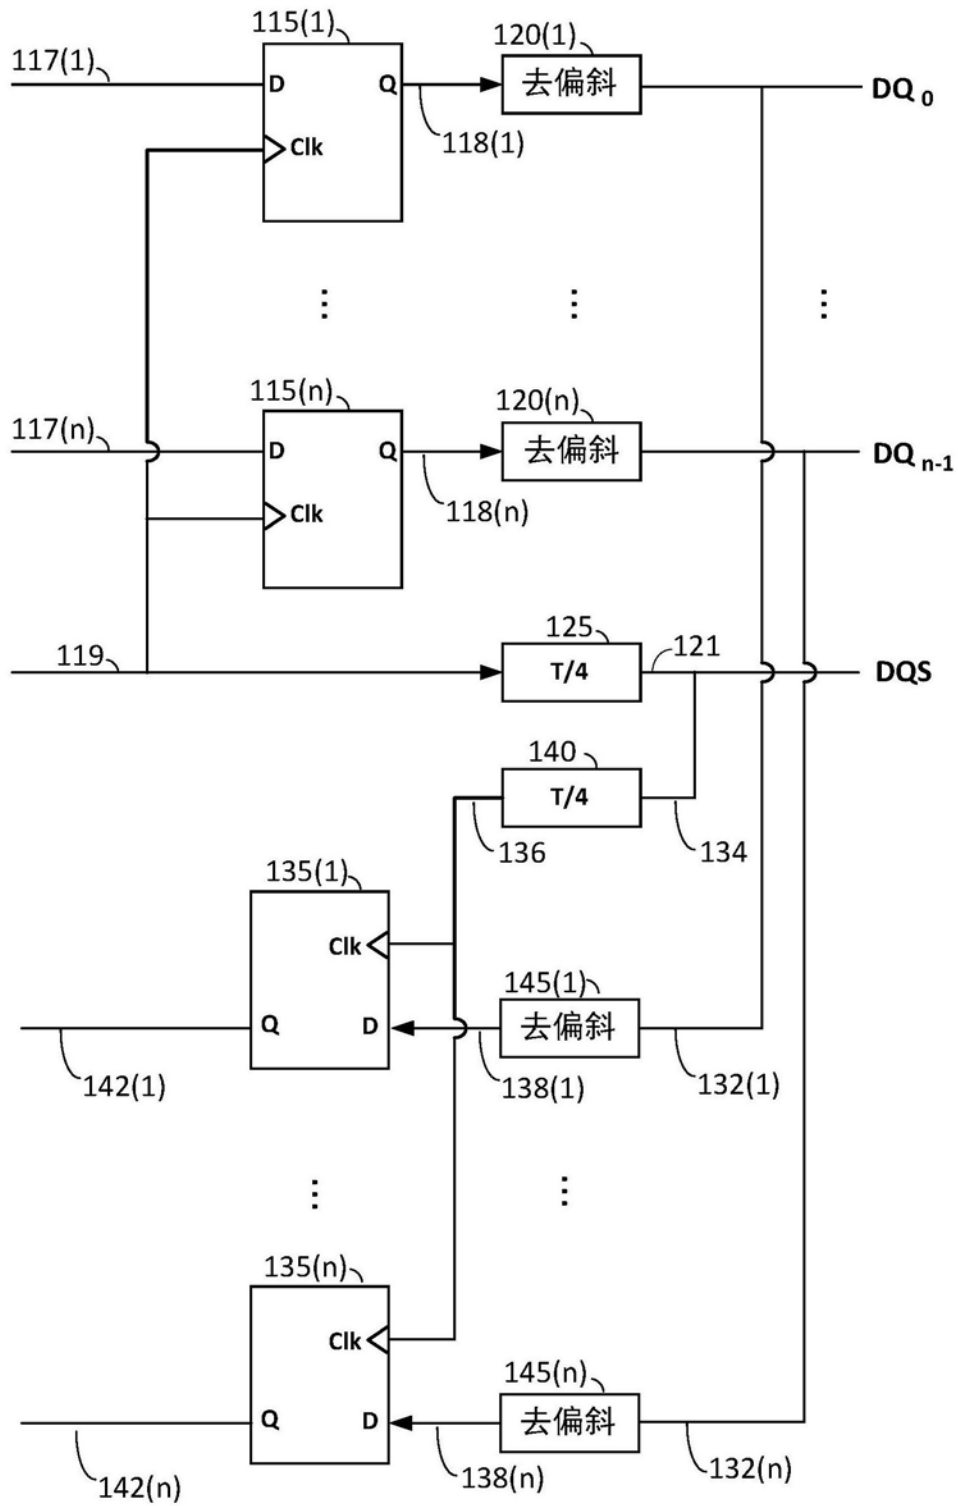 115(1)
120(1)
117(1)
D
Q
去偏斜
DQ 0
118(1)
Clk
⋮
⋮
⋮
115(n)
120(n)
117(n)
D
Q
去偏斜
DQ n-1
118(n)
Clk
125
121
119
T/4
DQS
140
T/4
136
134
135(1)
Clk
145(1)
Q
D
去偏斜
142(1)
138(1)
132(1)
⋮
⋮
135(n)
Clk
145(n)
Q
D
去偏斜
142(n)
138(n)
132(n)